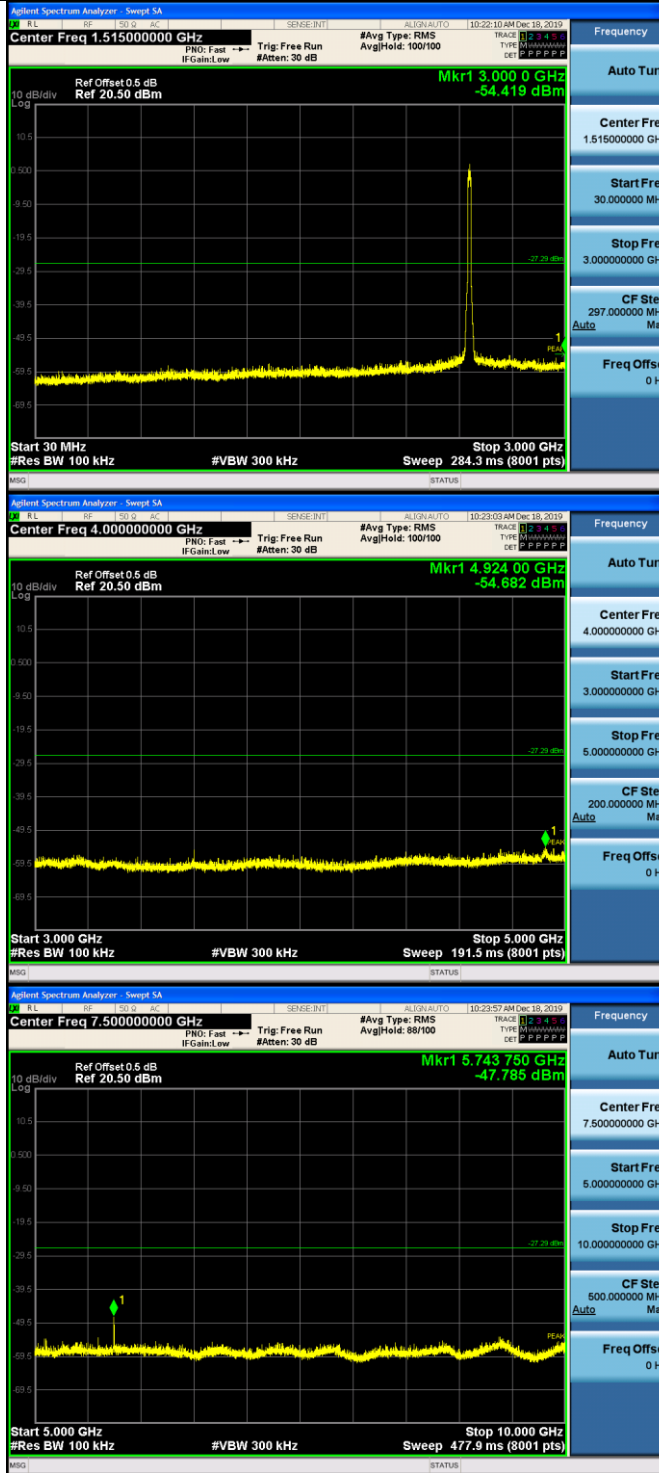 Agilent Spectrum Analyzer - Swept SA
RL RF 50 Ω AC SENSE:INT ALIGNAUTO 10:22:10 AM Dec 18, 2019
Center Freq 1.515000000 GHz
PNO: Fast
IFGain:Low
Trig: Free Run
#Atten: 30 dB
#Avg Type: RMS
Avg|Hold: 100/100
TRACE 1 2 3 4 5 6
TYPE M
DET P P P P P P
Ref Offset 0.5 dB
10 dB/div Ref 20.50 dBm
Log
Mkr1 3.000 0 GHz
-54.419 dBm
10.5
0.500
-9.50
-19.5
-27.29 dBm
-29.5
-39.5
-49.5
1
PEAK
-59.5
-69.5
Start 30 MHz Stop 3.000 GHz
#Res BW 100 kHz #VBW 300 kHz Sweep 284.3 ms (8001 pts)
MSG STATUS
Frequency
Auto Tun
Center Fre
1.515000000 GH
Start Fre
30.000000 MH
Stop Fre
3.000000000 GH
CF Ste
297.000000 MH
Auto Ma
Freq Offse
0 H
Agilent Spectrum Analyzer - Swept SA
RL RF 50 Ω AC SENSE:INT ALIGNAUTO 10:23:03 AM Dec 18, 2019
Center Freq 4.000000000 GHz
PNO: Fast
IFGain:Low
Trig: Free Run
#Atten: 30 dB
#Avg Type: RMS
Avg|Hold: 100/100
TRACE 1 2 3 4 5 6
TYPE M
DET P P P P P P
Ref Offset 0.5 dB
10 dB/div Ref 20.50 dBm
Log
Mkr1 4.924 00 GHz
-54.682 dBm
10.5
0.500
-9.50
-19.5
-27.29 dBm
-29.5
-39.5
-49.5
1
PEAK
-59.5
-69.5
Start 3.000 GHz Stop 5.000 GHz
#Res BW 100 kHz #VBW 300 kHz Sweep 191.5 ms (8001 pts)
MSG STATUS
Frequency
Auto Tun
Center Fre
4.000000000 GH
Start Fre
3.000000000 GH
Stop Fre
5.000000000 GH
CF Ste
200.000000 MH
Auto Ma
Freq Offse
0 H
Agilent Spectrum Analyzer - Swept SA
RL RF 50 Ω AC SENSE:INT ALIGNAUTO 10:23:57 AM Dec 18, 2019
Center Freq 7.500000000 GHz
PNO: Fast
IFGain:Low
Trig: Free Run
#Atten: 30 dB
#Avg Type: RMS
Avg|Hold: 88/100
TRACE 1 2 3 4 5 6
TYPE M
DET P P P P P P
Ref Offset 0.5 dB
10 dB/div Ref 20.50 dBm
Log
Mkr1 5.743 750 GHz
-47.785 dBm
10.5
0.500
-9.50
-19.5
-27.29 dBm
-29.5
-39.5
1
-49.5
PEAK
-59.5
-69.5
Start 5.000 GHz Stop 10.000 GHz
#Res BW 100 kHz #VBW 300 kHz Sweep 477.9 ms (8001 pts)
MSG STATUS
Frequency
Auto Tun
Center Fre
7.500000000 GH
Start Fre
5.000000000 GH
Stop Fre
10.000000000 GH
CF Ste
500.000000 MH
Auto Ma
Freq Offse
0 H